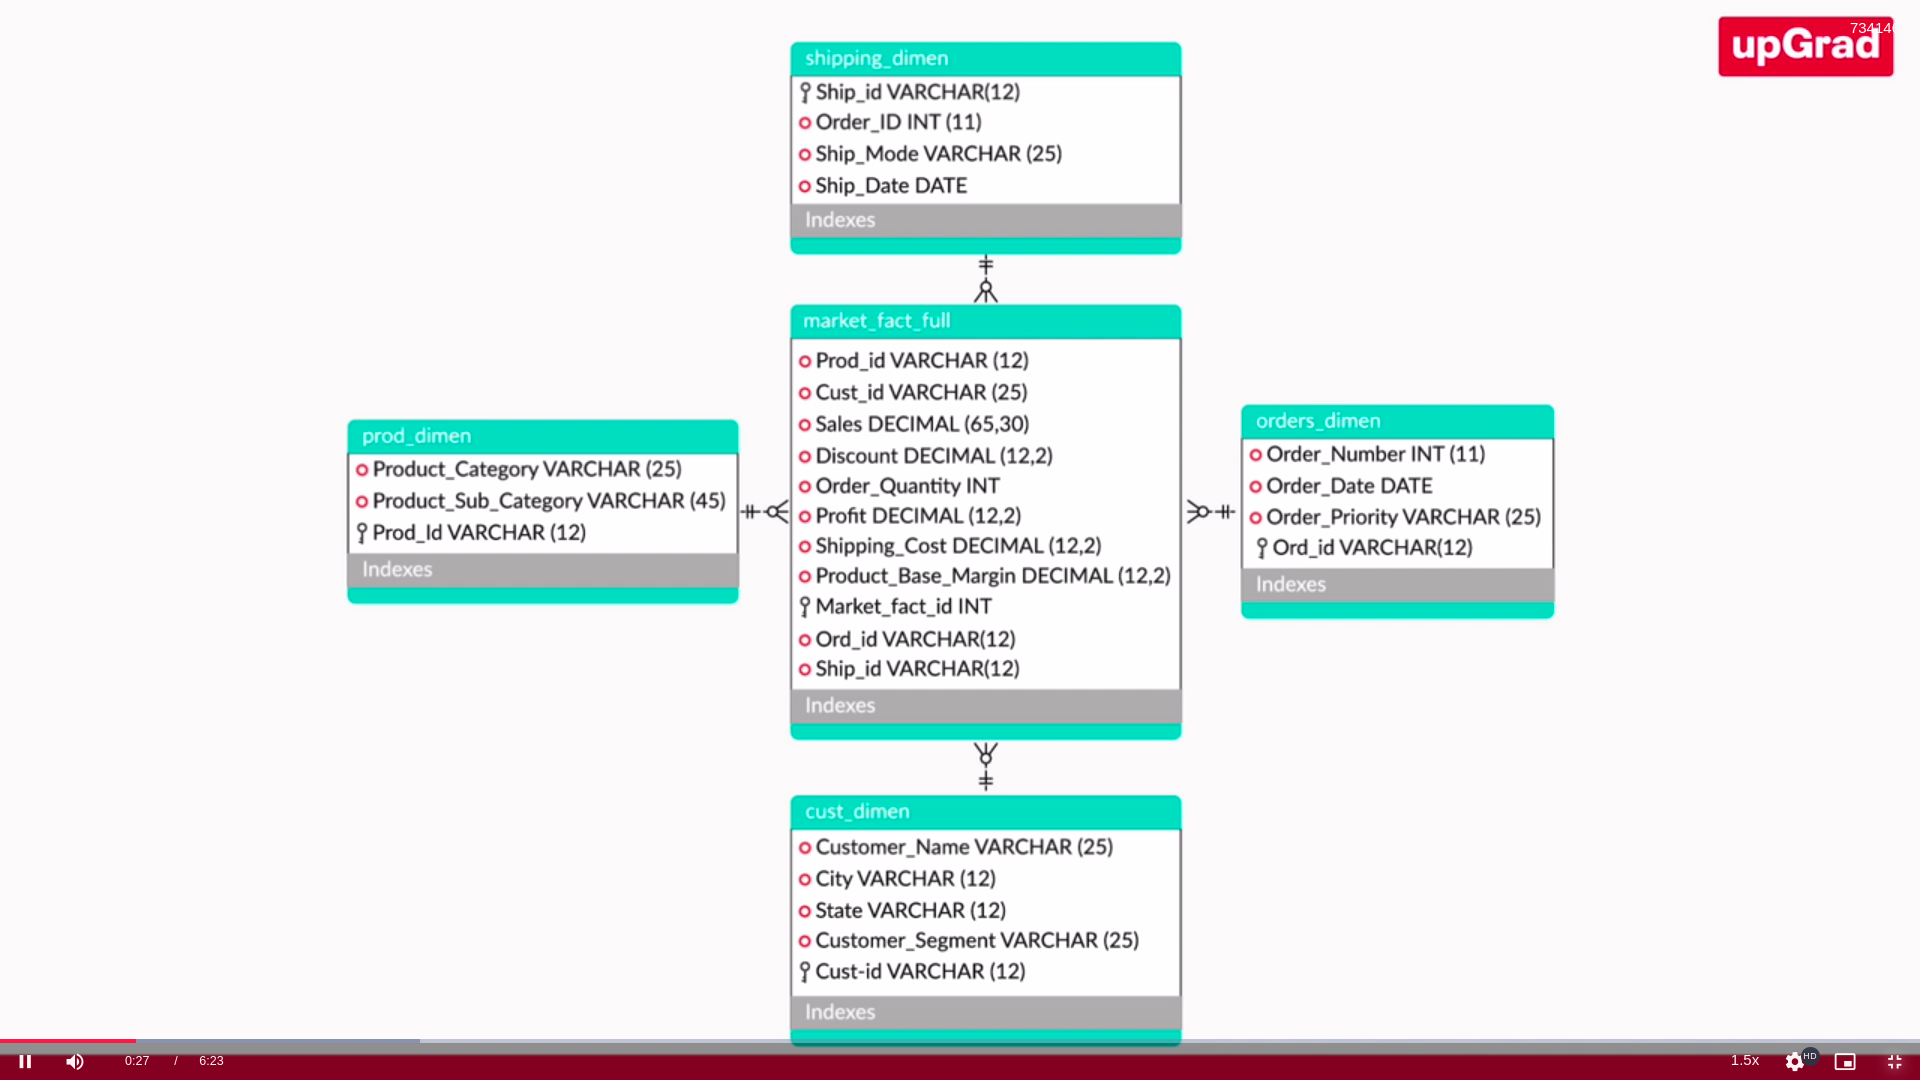 734140
upGrad
shipping_dimen
Ship_id VARCHAR(12)
Order_ID INT (11)
Ship_Mode VARCHAR (25)
Ship_Date DATE
Indexes
market_fact_full
Prod_id VARCHAR (12)
Cust_id VARCHAR (25)
Sales DECIMAL (65,30)
Discount DECIMAL (12,2)
Order_Quantity INT
Profit DECIMAL (12,2)
Shipping_Cost DECIMAL (12,2)
Product_Base_Margin DECIMAL (12,2)
Market_fact_id INT
Ord_id VARCHAR(12)
Ship_id VARCHAR(12)
Indexes
prod_dimen
Product_Category VARCHAR (25)
Product_Sub_Category VARCHAR (45)
Prod_Id VARCHAR (12)
Indexes
orders_dimen
Order_Number INT (11)
Order_Date DATE
Order_Priority VARCHAR (25)
Ord_id VARCHAR(12)
Indexes
cust_dimen
Customer_Name VARCHAR (25)
City VARCHAR (12)
State VARCHAR (12)
Customer_Segment VARCHAR (25)
Cust-id VARCHAR (12)
Indexes
0:27 / 6:23
1.5x
HD